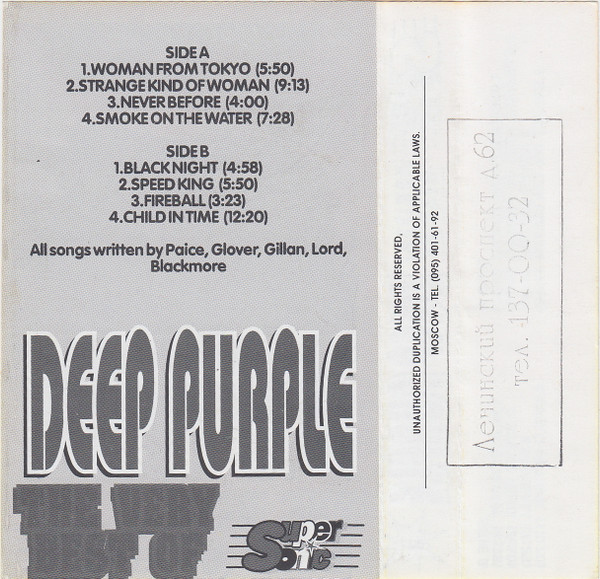 SIDE A
1.WOMAN FROM TOKYO (5:50)
2.STRANGE KIND OF WOMAN (9:13)
3.NEVER BEFORE (4:00)
4.SMOKE ON THE WATER (7:28)
SIDE B
1.BLACK NIGHT (4:58)
2.SPEED KING (5:50)
3.FIREBALL (3:23)
4.CHILD IN TIME (12:20)
All songs written by Paice, Glover, Gillan, Lord,
Blackmore
DEEP PURPLE
THE VERY
BEST OF
Super
Sonic
ALL RIGHTS RESERVED,
UNAUTHORIZED DUPLICATION IS A VIOLATION OF APPLICABLE LAWS.
MOSCOW - TEL (095) 401-61-92
Ленинский проспект д.62
тел. 137-00-32